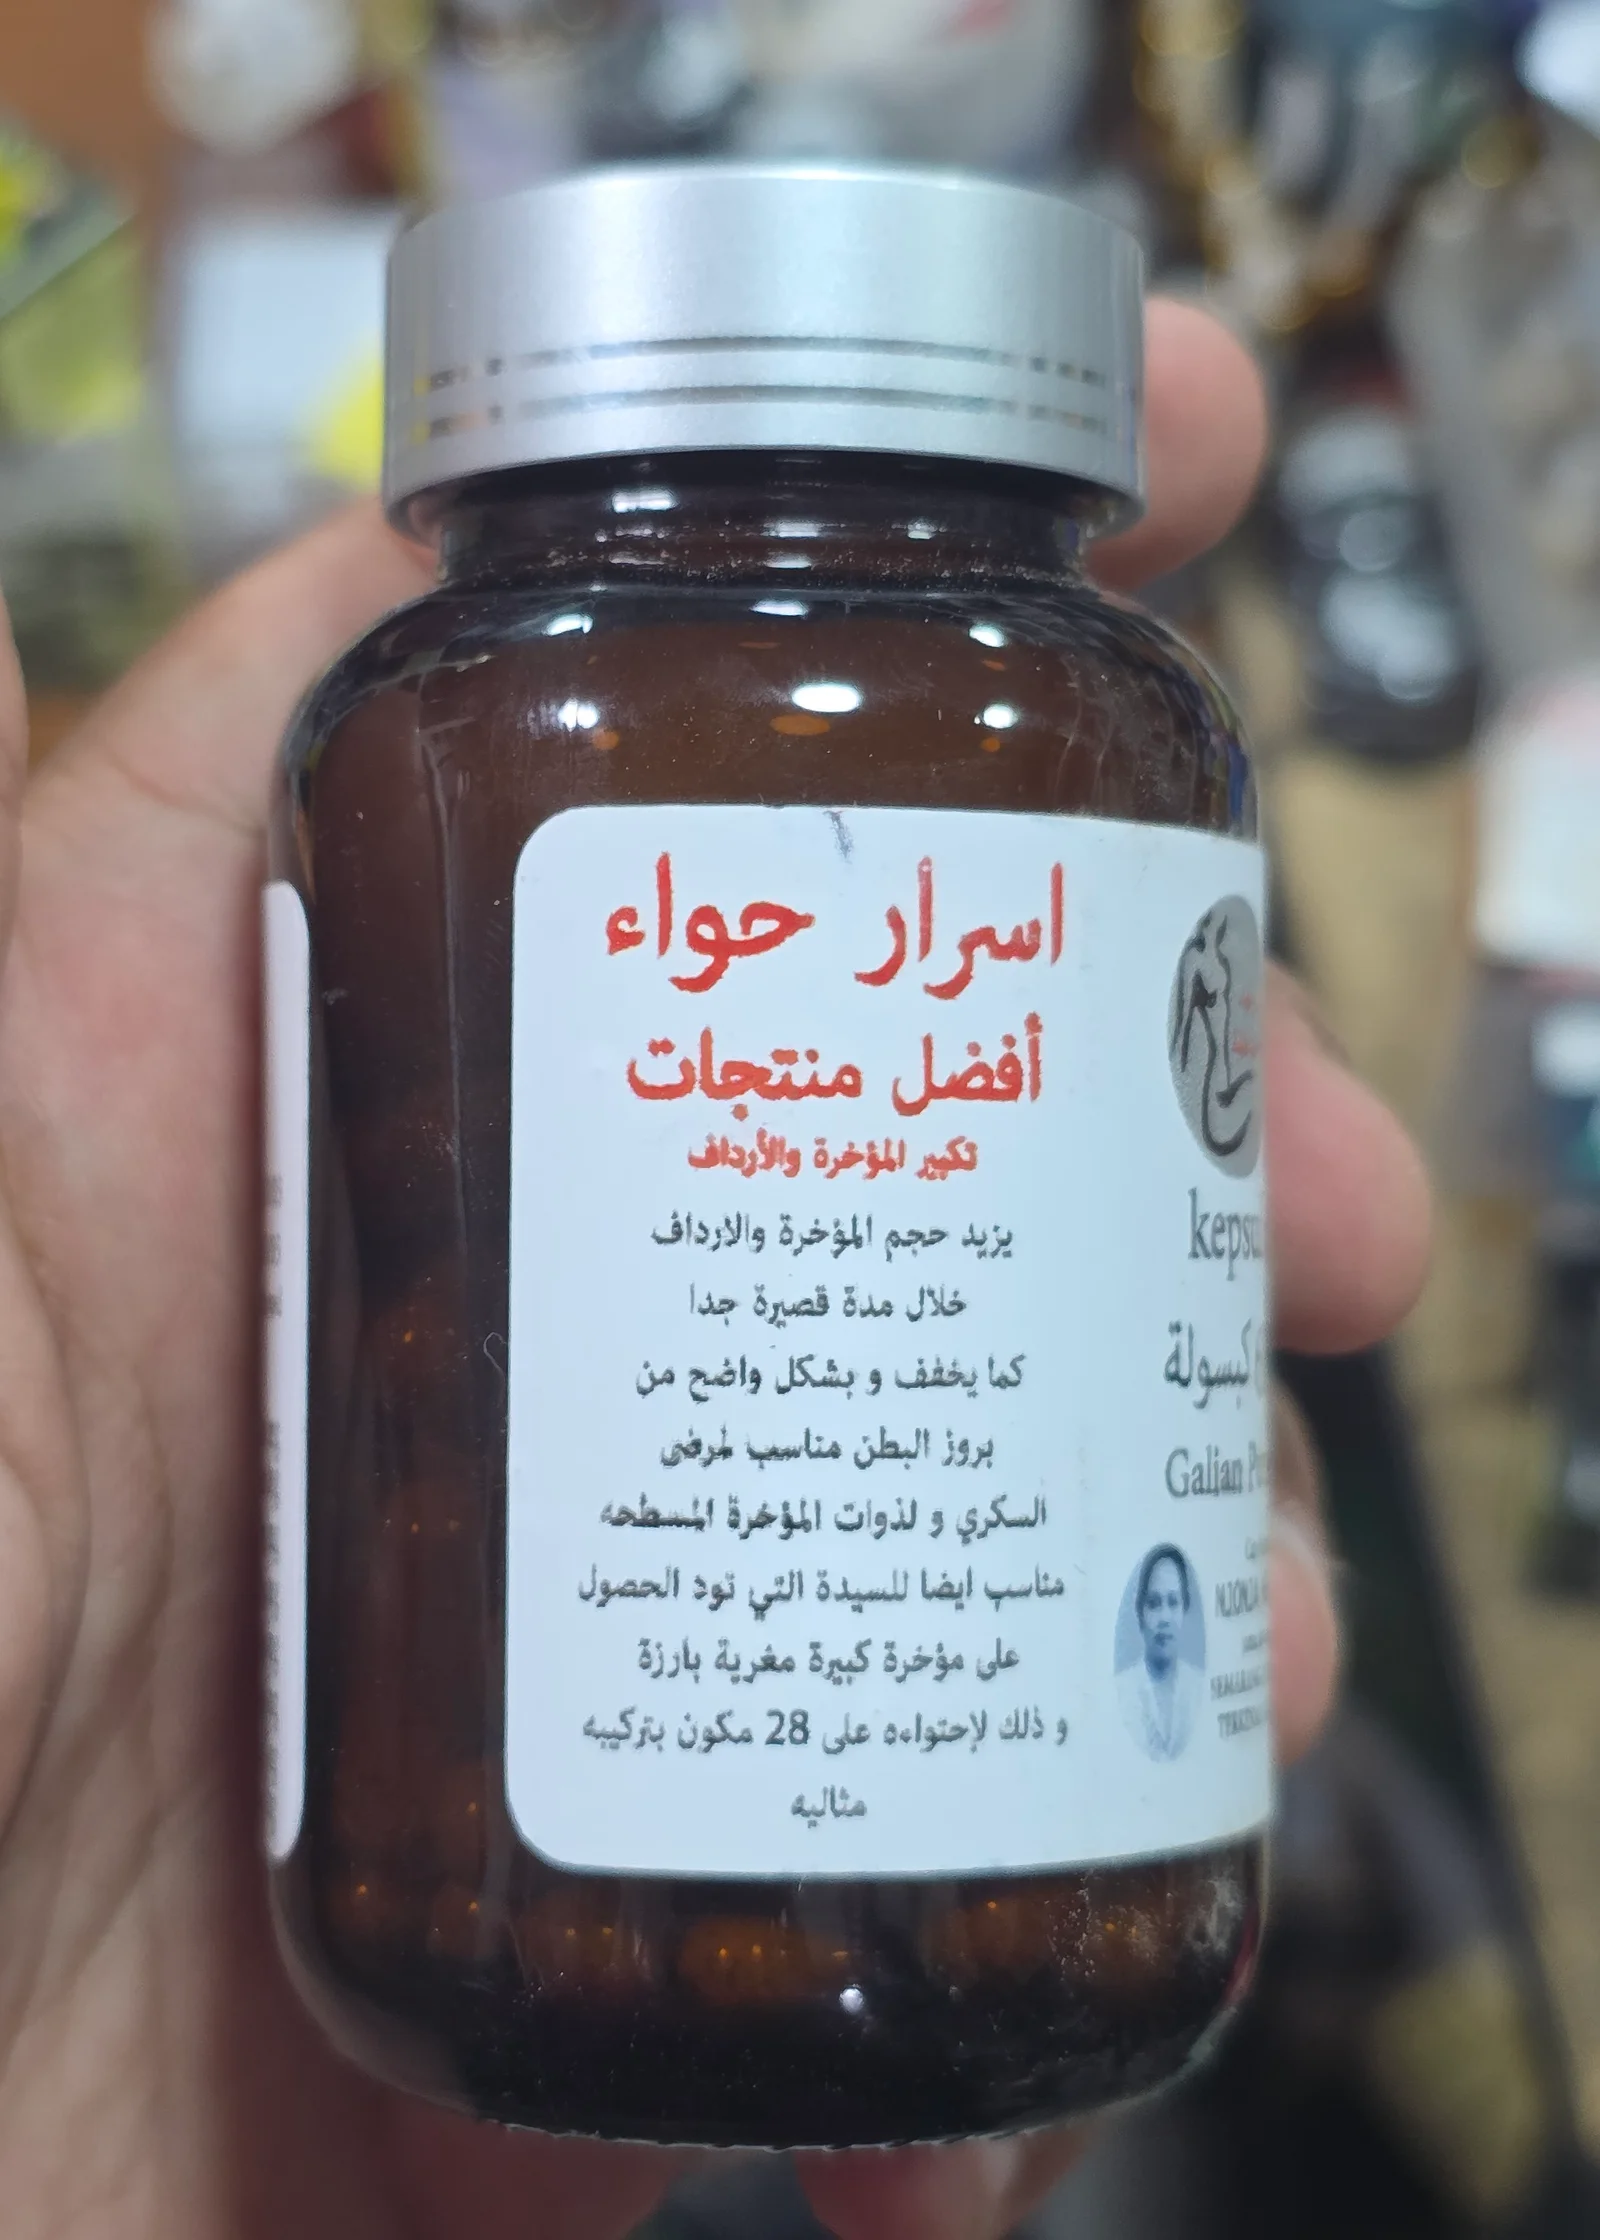 اسرار حواء
أفضل منتجات
تكبير المؤخرة والأرداف
يزيد حجم المؤخرة والارداف
خلال مدة قصيرة جدا
كما يخفف و بشكل واضح من
بروز البطن مناسب لمرضى
السكري و لذوات المؤخرة المسطحه
مناسب ايضا للسيدة التي تود الحصول
على مؤخرة كبيرة مغرية بارزة
و ذلك لإحتواءه على 28 مكون بتركيبه
مثاليه
kepsu
كبسولة
Galian